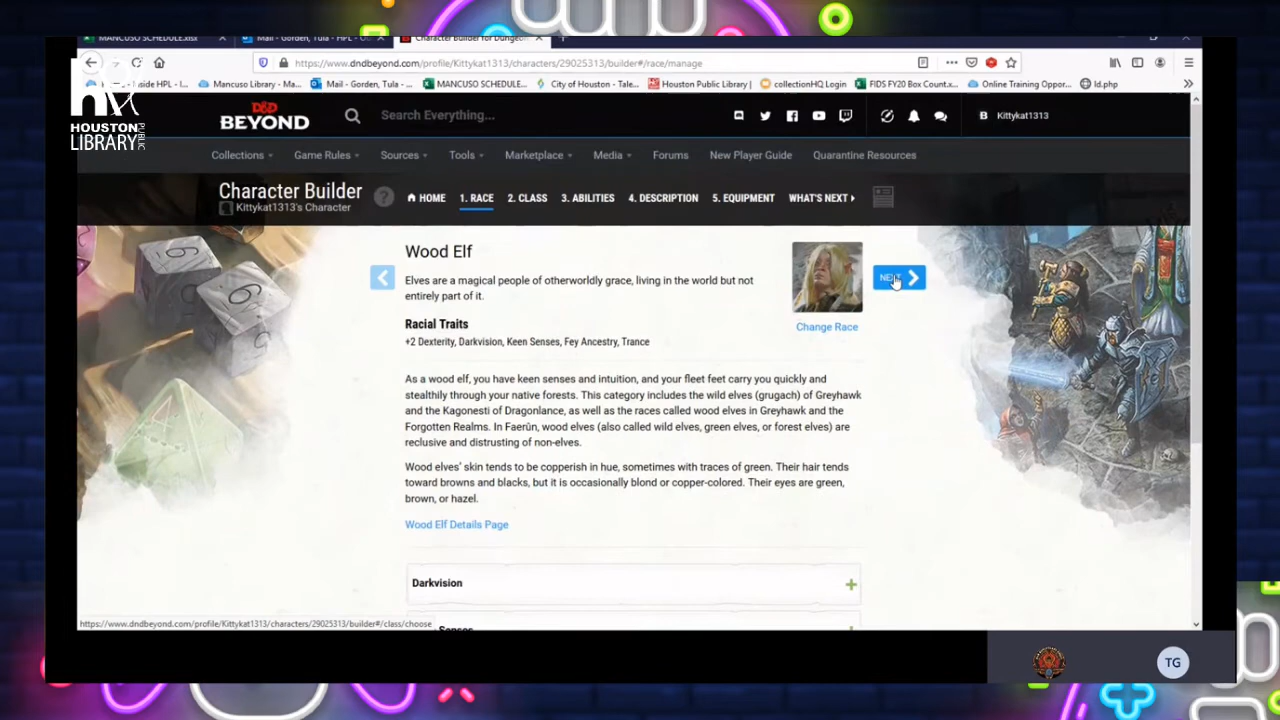 MANCUSO SCHEDULE.xlsx
Mail - Gorden, Tula - HPL - O
Character Builder for Dungeo
https://www.dndbeyond.com/profile/Kittykat1313/characters/29025313/builder#/race/manage
side HPL - I... Mancuso Library - Ma... Mail - Gorden, Tula - ... MANCUSO SCHEDULE... City of Houston - Tale... Houston Public Library | collectionHQ Login FIDS FY20 Box Count.x... Online Training Oppor... ld.php
HOUSTON
LIBRARY PUBLIC
D&D
BEYOND
Search Everything...
B Kittykat1313
Collections Game Rules Sources Tools Marketplace Media Forums New Player Guide Quarantine Resources
Character Builder
Kittykat1313's Character
?
HOME 1. RACE 2. CLASS 3. ABILITIES 4. DESCRIPTION 5. EQUIPMENT WHAT'S NEXT
Wood Elf
Elves are a magical people of otherworldly grace, living in the world but not
entirely part of it.
NEXT
Racial Traits
+2 Dexterity, Darkvision, Keen Senses, Fey Ancestry, Trance
Change Race
As a wood elf, you have keen senses and intuition, and your fleet feet carry you quickly and
stealthily through your native forests. This category includes the wild elves (grugach) of Greyhawk
and the Kagonesti of Dragonlance, as well as the races called wood elves in Greyhawk and the
Forgotten Realms. In Faerûn, wood elves (also called wild elves, green elves, or forest elves) are
reclusive and distrusting of non-elves.
Wood elves' skin tends to be copperish in hue, sometimes with traces of green. Their hair tends
toward browns and blacks, but it is occasionally blond or copper-colored. Their eyes are green,
brown, or hazel.
Wood Elf Details Page
Darkvision
Senses
https://www.dndbeyond.com/profile/Kittykat1313/characters/29025313/builder#/class/choose
TG